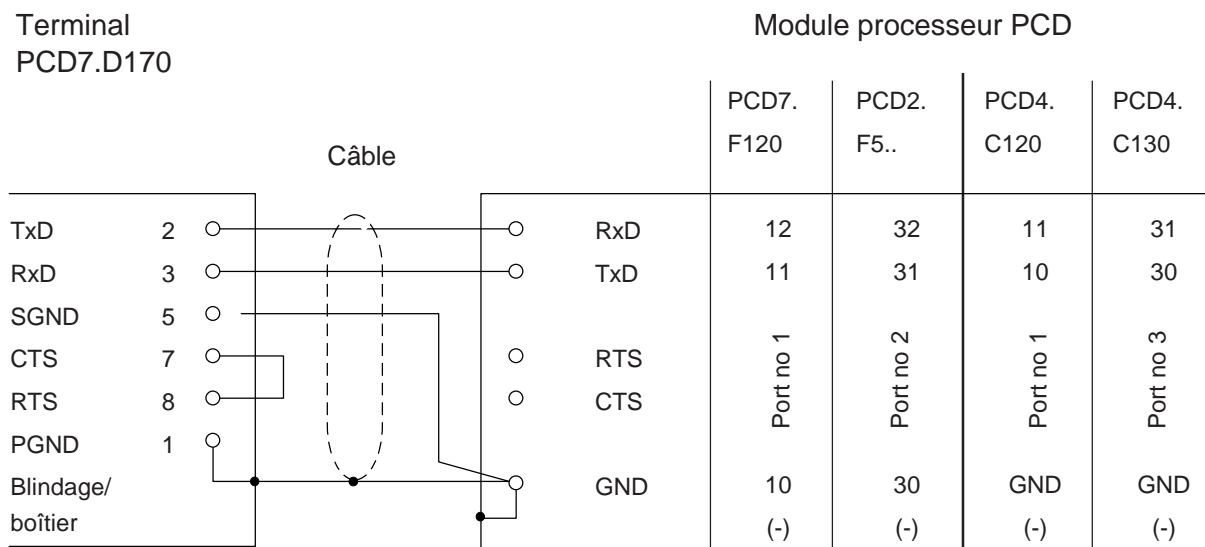 Terminal
PCD7.D170
Module processeur PCD
PCD7. PCD2. PCD4. PCD4.
F120 F5.. C120 C130
Câble
TxD 2 RxD 12 32 11 31
RxD 3 TxD 11 31 10 30
SGND 5
CTS 7 RTS
RTS 8 CTS
Port no 1 Port no 2 Port no 1 Port no 3
PGND 1
Blindage/ GND 10 30 GND GND
boîtier (-) (-) (-) (-)